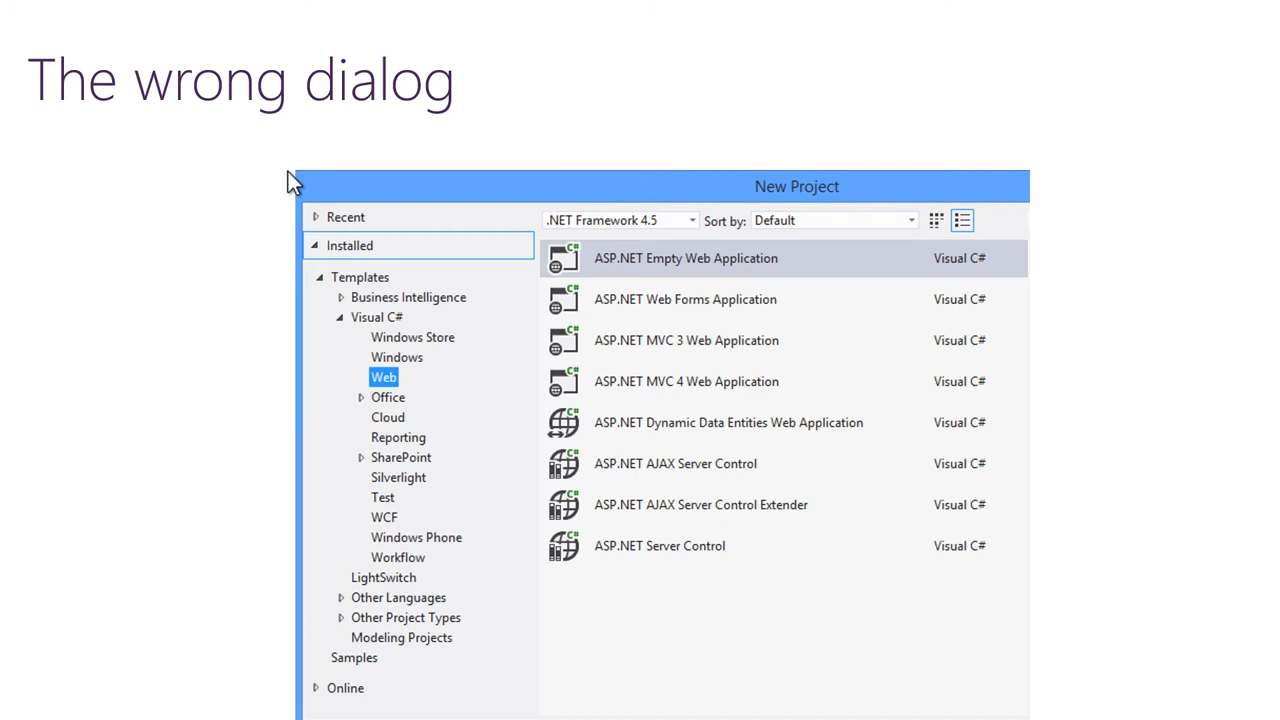 The wrong dialog
New Project
Recent
.NET Framework 4.5 Sort by: Default
Installed
Templates
Business Intelligence
Visual C#
Windows Store
Windows
Web
Office
Cloud
Reporting
SharePoint
Silverlight
Test
WCF
Windows Phone
Workflow
LightSwitch
Other Languages
Other Project Types
Modeling Projects
Samples
Online
C# ASP.NET Empty Web Application Visual C#
C# ASP.NET Web Forms Application Visual C#
C# ASP.NET MVC 3 Web Application Visual C#
C# ASP.NET MVC 4 Web Application Visual C#
C# ASP.NET Dynamic Data Entities Web Application Visual C#
C# ASP.NET AJAX Server Control Visual C#
C# ASP.NET AJAX Server Control Extender Visual C#
C# ASP.NET Server Control Visual C#